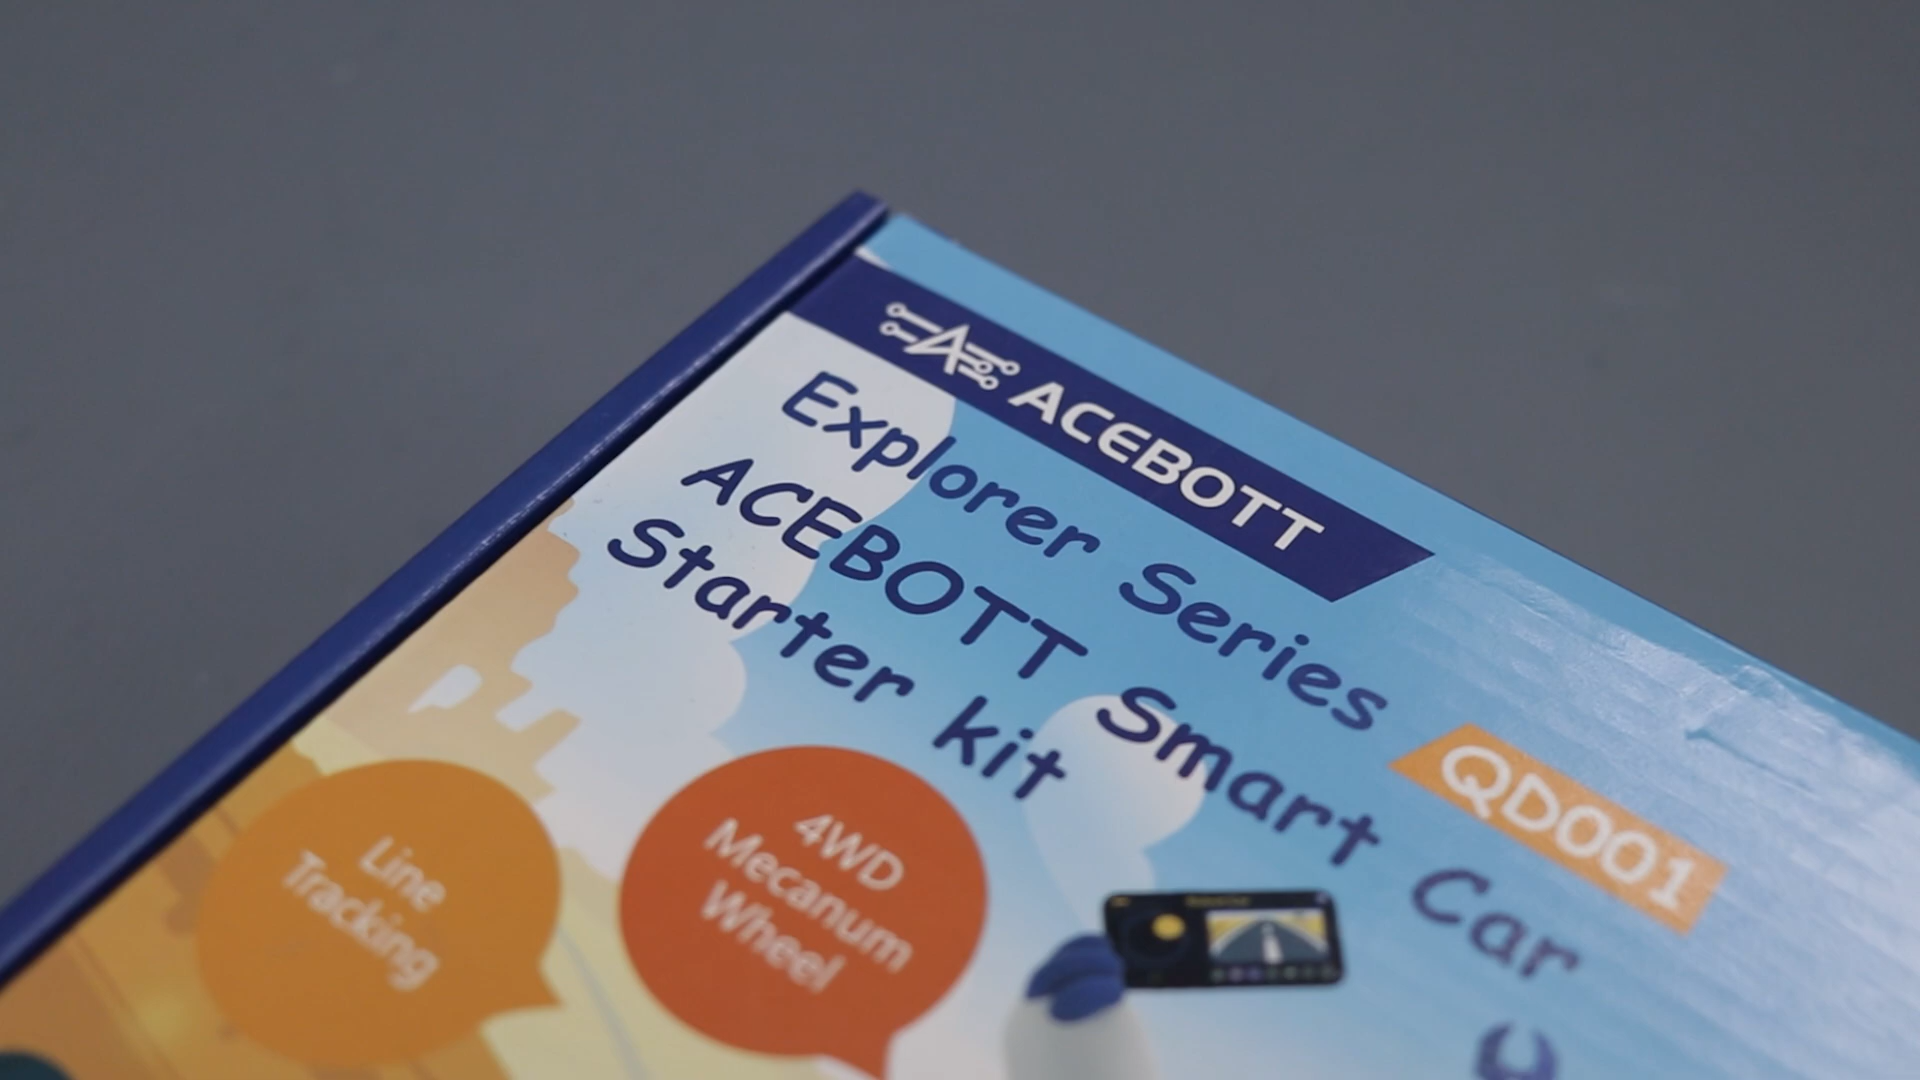 ACEBOTT
Explorer Series
ACEBOTT Smart Car
Starter kit
QD001
Line
Tracking
4WD
Mecanum
Wheel